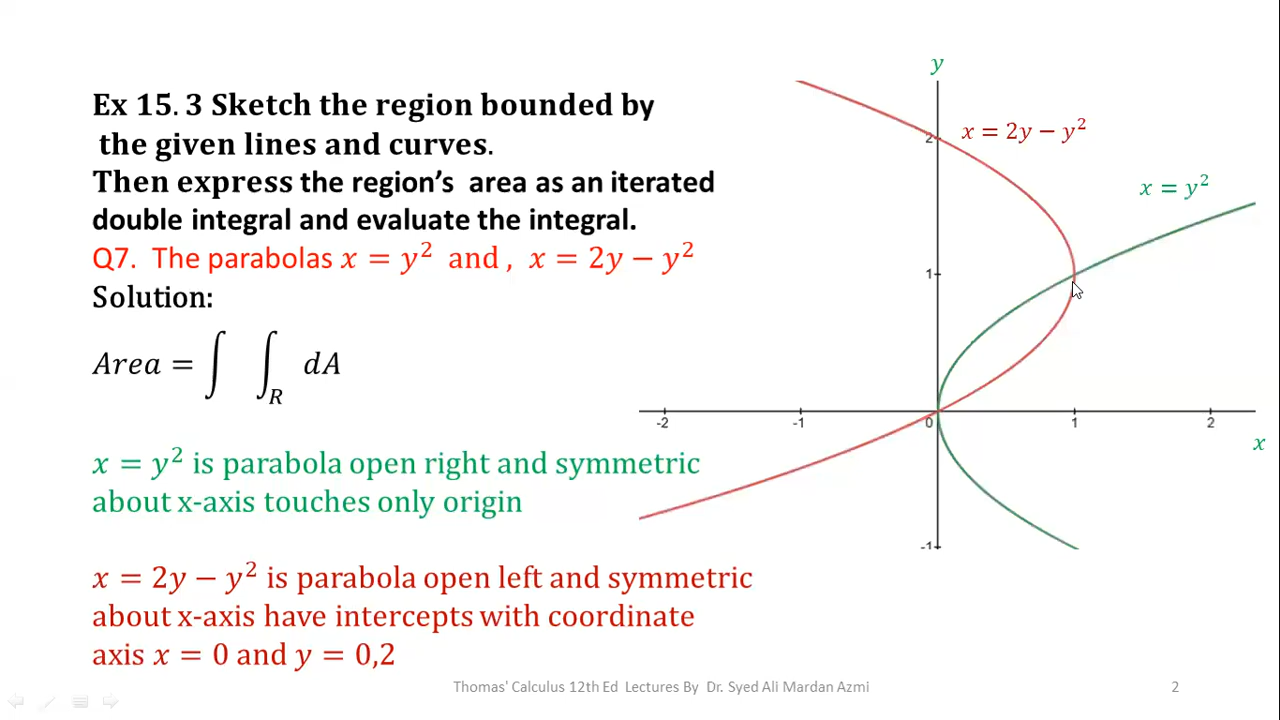 Ex 15. 3 Sketch the region bounded by
the given lines and curves.
Then express the region's area as an iterated
double integral and evaluate the integral.
Q7. The parabolas x = y² and , x = 2y − y²
Solution:
Area = ∫ ∫_R dA
x = y² is parabola open right and symmetric
about x-axis touches only origin
x = 2y − y² is parabola open left and symmetric
about x-axis have intercepts with coordinate
axis x = 0 and y = 0,2
y
x = 2y − y²
x = y²
2
1
-2 -1 0 1 2
x
-1
Thomas' Calculus 12th Ed Lectures By Dr. Syed Ali Mardan Azmi
2